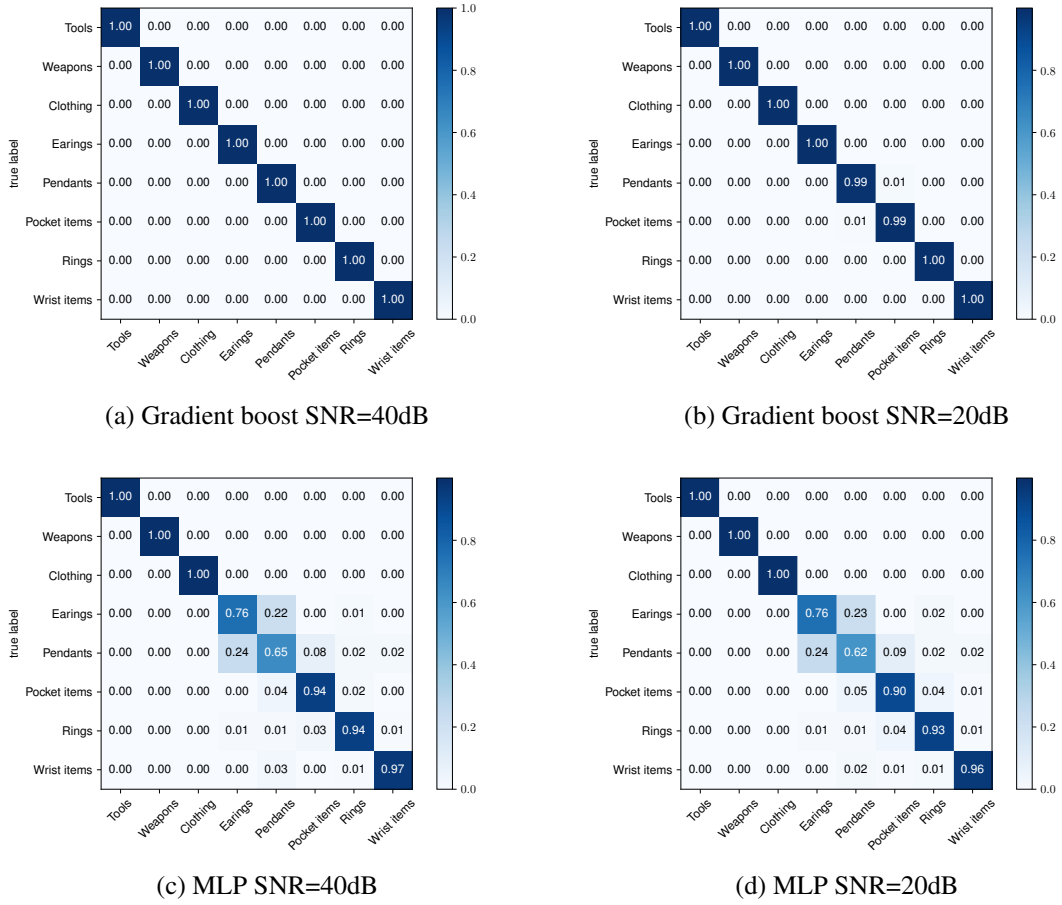 Tools 1.00 0.00 0.00 0.00 0.00 0.00 0.00 0.00
Weapons 0.00 1.00 0.00 0.00 0.00 0.00 0.00 0.00
Clothing 0.00 0.00 1.00 0.00 0.00 0.00 0.00 0.00
Earings 0.00 0.00 0.00 1.00 0.00 0.00 0.00 0.00
Pendants 0.00 0.00 0.00 0.00 1.00 0.00 0.00 0.00
Pocket items 0.00 0.00 0.00 0.00 0.00 1.00 0.00 0.00
Rings 0.00 0.00 0.00 0.00 0.00 0.00 1.00 0.00
Wrist items 0.00 0.00 0.00 0.00 0.00 0.00 0.00 1.00
true label
Tools Weapons Clothing Earings Pendants Pocket items Rings Wrist items
1.0
0.8
0.6
0.4
0.2
0.0
(a) Gradient boost SNR=40dB
Tools 1.00 0.00 0.00 0.00 0.00 0.00 0.00 0.00
Weapons 0.00 1.00 0.00 0.00 0.00 0.00 0.00 0.00
Clothing 0.00 0.00 1.00 0.00 0.00 0.00 0.00 0.00
Earings 0.00 0.00 0.00 1.00 0.00 0.00 0.00 0.00
Pendants 0.00 0.00 0.00 0.00 0.99 0.01 0.00 0.00
Pocket items 0.00 0.00 0.00 0.00 0.01 0.99 0.00 0.00
Rings 0.00 0.00 0.00 0.00 0.00 0.00 1.00 0.00
Wrist items 0.00 0.00 0.00 0.00 0.00 0.00 0.00 1.00
true label
Tools Weapons Clothing Earings Pendants Pocket items Rings Wrist items
0.8
0.6
0.4
0.2
0.0
(b) Gradient boost SNR=20dB
Tools 1.00 0.00 0.00 0.00 0.00 0.00 0.00 0.00
Weapons 0.00 1.00 0.00 0.00 0.00 0.00 0.00 0.00
Clothing 0.00 0.00 1.00 0.00 0.00 0.00 0.00 0.00
Earings 0.00 0.00 0.00 0.76 0.22 0.00 0.01 0.00
Pendants 0.00 0.00 0.00 0.24 0.65 0.08 0.02 0.02
Pocket items 0.00 0.00 0.00 0.00 0.04 0.94 0.02 0.00
Rings 0.00 0.00 0.00 0.01 0.01 0.03 0.94 0.01
Wrist items 0.00 0.00 0.00 0.00 0.03 0.00 0.01 0.97
true label
Tools Weapons Clothing Earings Pendants Pocket items Rings Wrist items
0.8
0.6
0.4
0.2
0.0
(c) MLP SNR=40dB
Tools 1.00 0.00 0.00 0.00 0.00 0.00 0.00 0.00
Weapons 0.00 1.00 0.00 0.00 0.00 0.00 0.00 0.00
Clothing 0.00 0.00 1.00 0.00 0.00 0.00 0.00 0.00
Earings 0.00 0.00 0.00 0.76 0.23 0.00 0.02 0.00
Pendants 0.00 0.00 0.00 0.24 0.62 0.09 0.02 0.02
Pocket items 0.00 0.00 0.00 0.00 0.05 0.90 0.04 0.01
Rings 0.00 0.00 0.00 0.01 0.01 0.04 0.93 0.01
Wrist items 0.00 0.00 0.00 0.00 0.02 0.01 0.01 0.96
true label
Tools Weapons Clothing Earings Pendants Pocket items Rings Wrist items
0.8
0.6
0.4
0.2
0.0
(d) MLP SNR=20dB